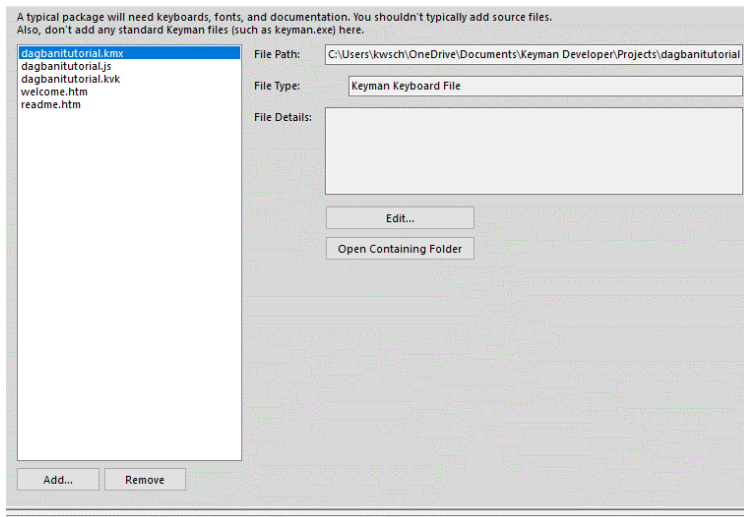 A typical package will need keyboards, fonts, and documentation. You shouldn't typically add source files.
Also, don't add any standard Keyman files (such as keyman.exe) here.
dagbanitutorial.kmx
dagbanitutorial.js
dagbanitutorial.kvk
welcome.htm
readme.htm
File Path: C:\Users\kwsch\OneDrive\Documents\Keyman Developer\Projects\dagbanitutorial
File Type: Keyman Keyboard File
File Details:
Edit...
Open Containing Folder
Add... Remove